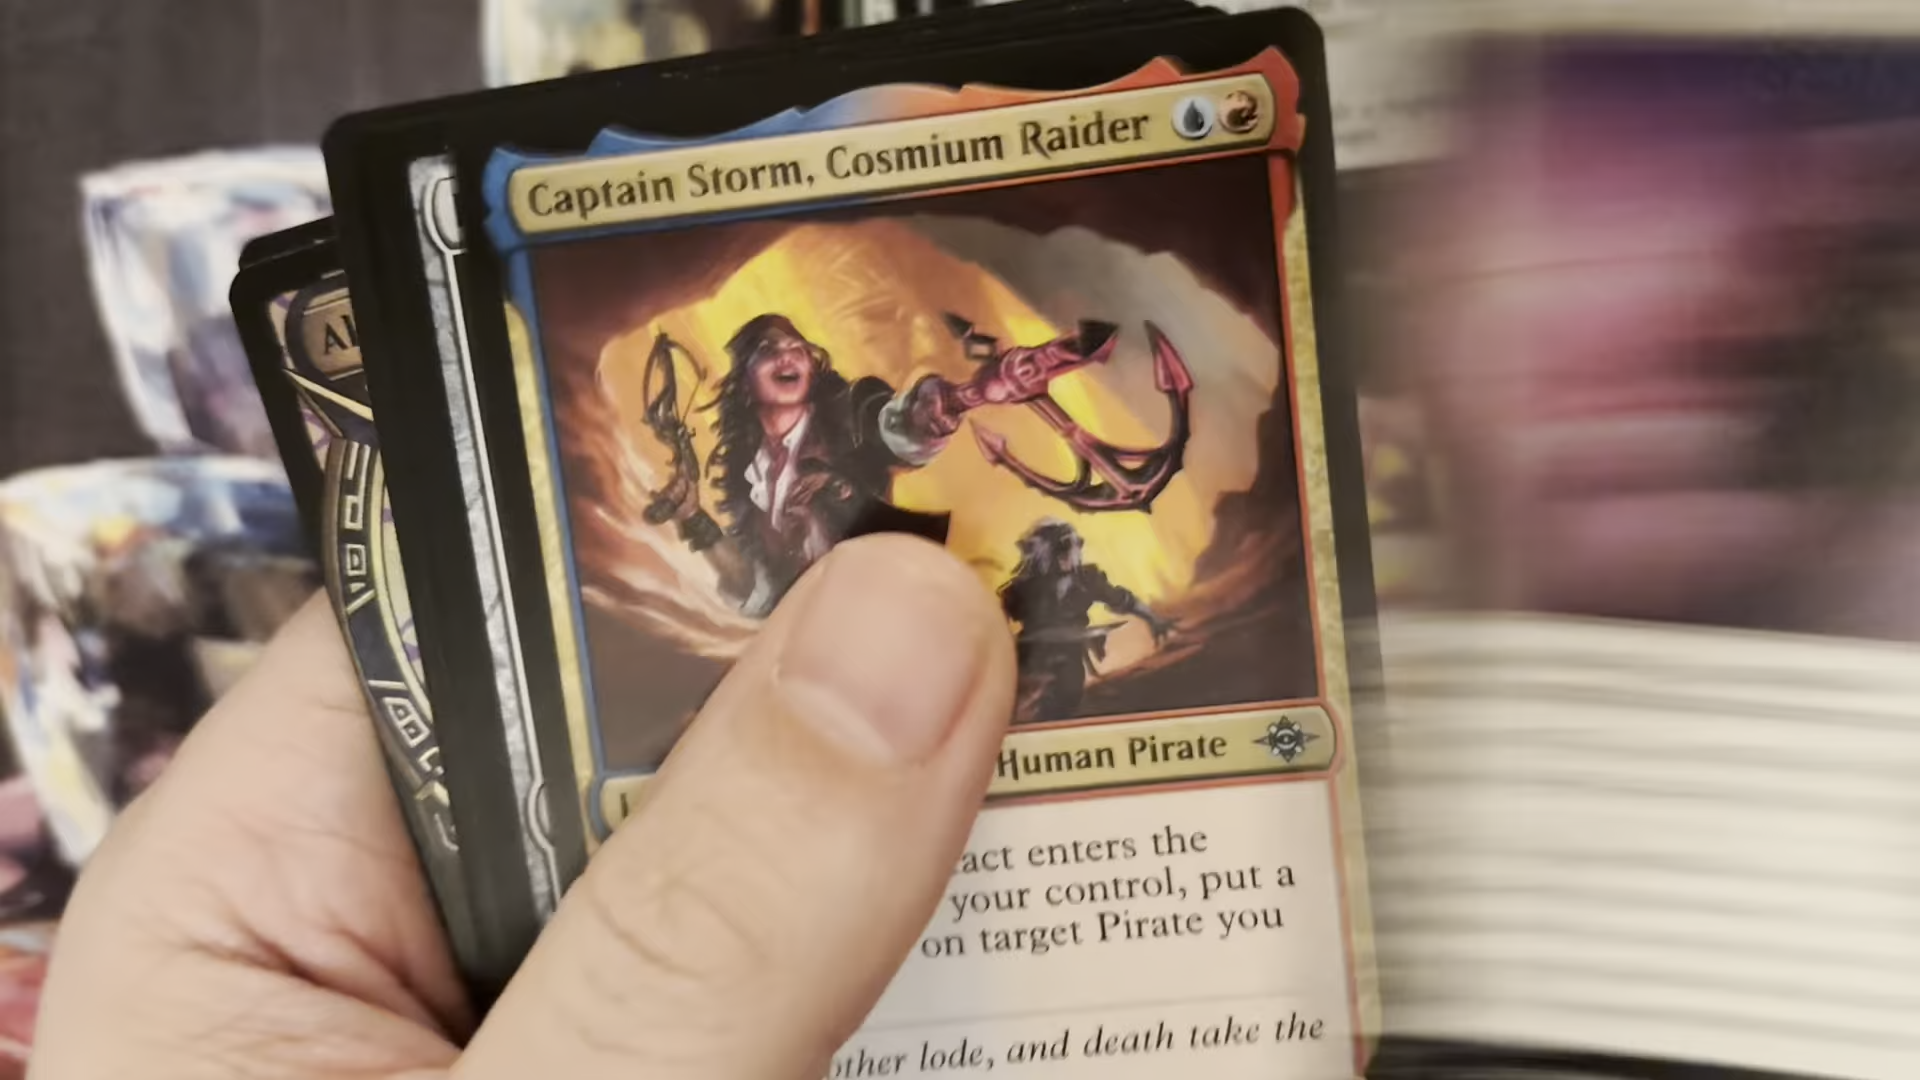 Captain Storm, Cosmium Raider
Al
Human Pirate
act enters the
your control, put a
on target Pirate you
other lode, and death take the